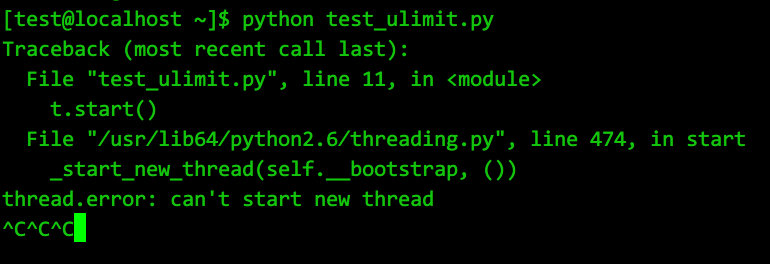 [test@localhost ~]$ python test_ulimit.py
Traceback (most recent call last):
  File "test_ulimit.py", line 11, in <module>
    t.start()
  File "/usr/lib64/python2.6/threading.py", line 474, in start
    _start_new_thread(self.__bootstrap, ())
thread.error: can't start new thread
^C^C^C